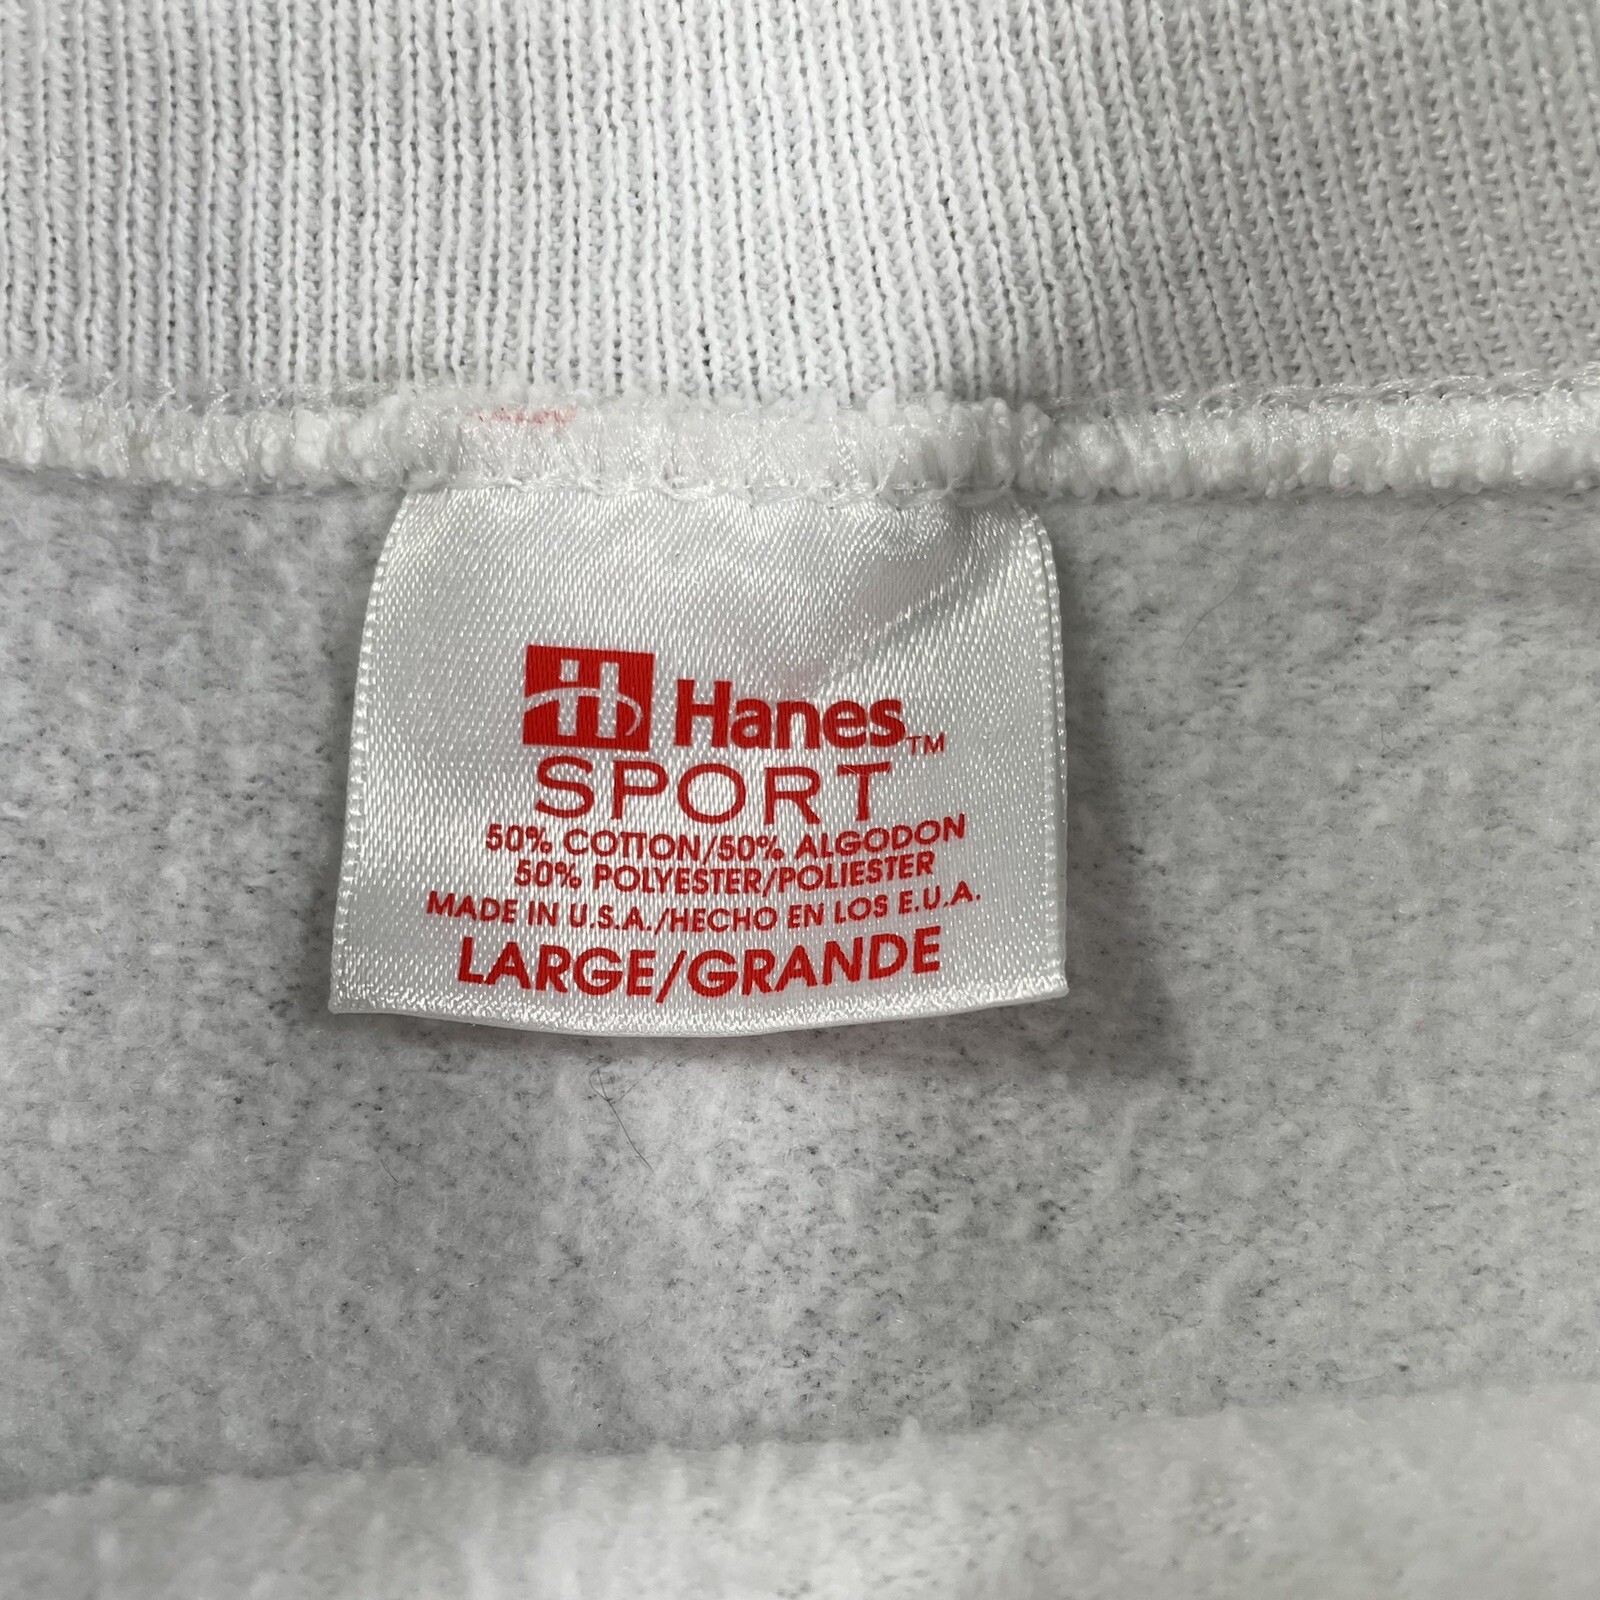 H Hanes™
SPORT
50% COTTON/50% ALGODON
50% POLYESTER/POLIESTER
MADE IN U.S.A./HECHO EN LOS E.U.A.
LARGE/GRANDE